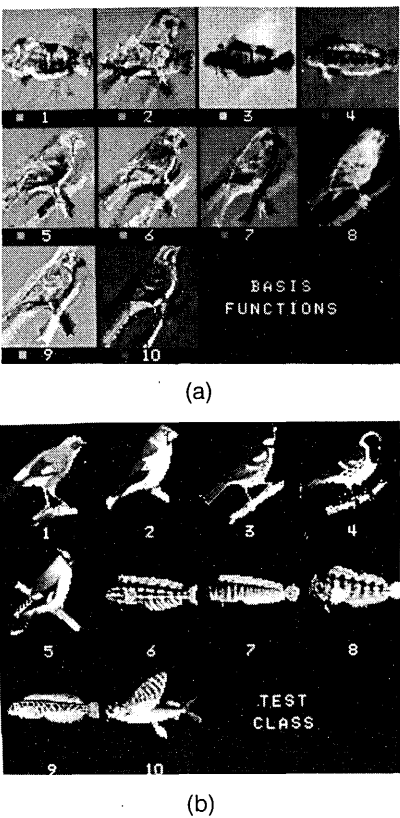 1 2 3 4
5 6 7 8
9 10
BASIS
FUNCTIONS
(a)
1 2 3 4
5 6 7 8
9 10
TEST
CLASS
(b)